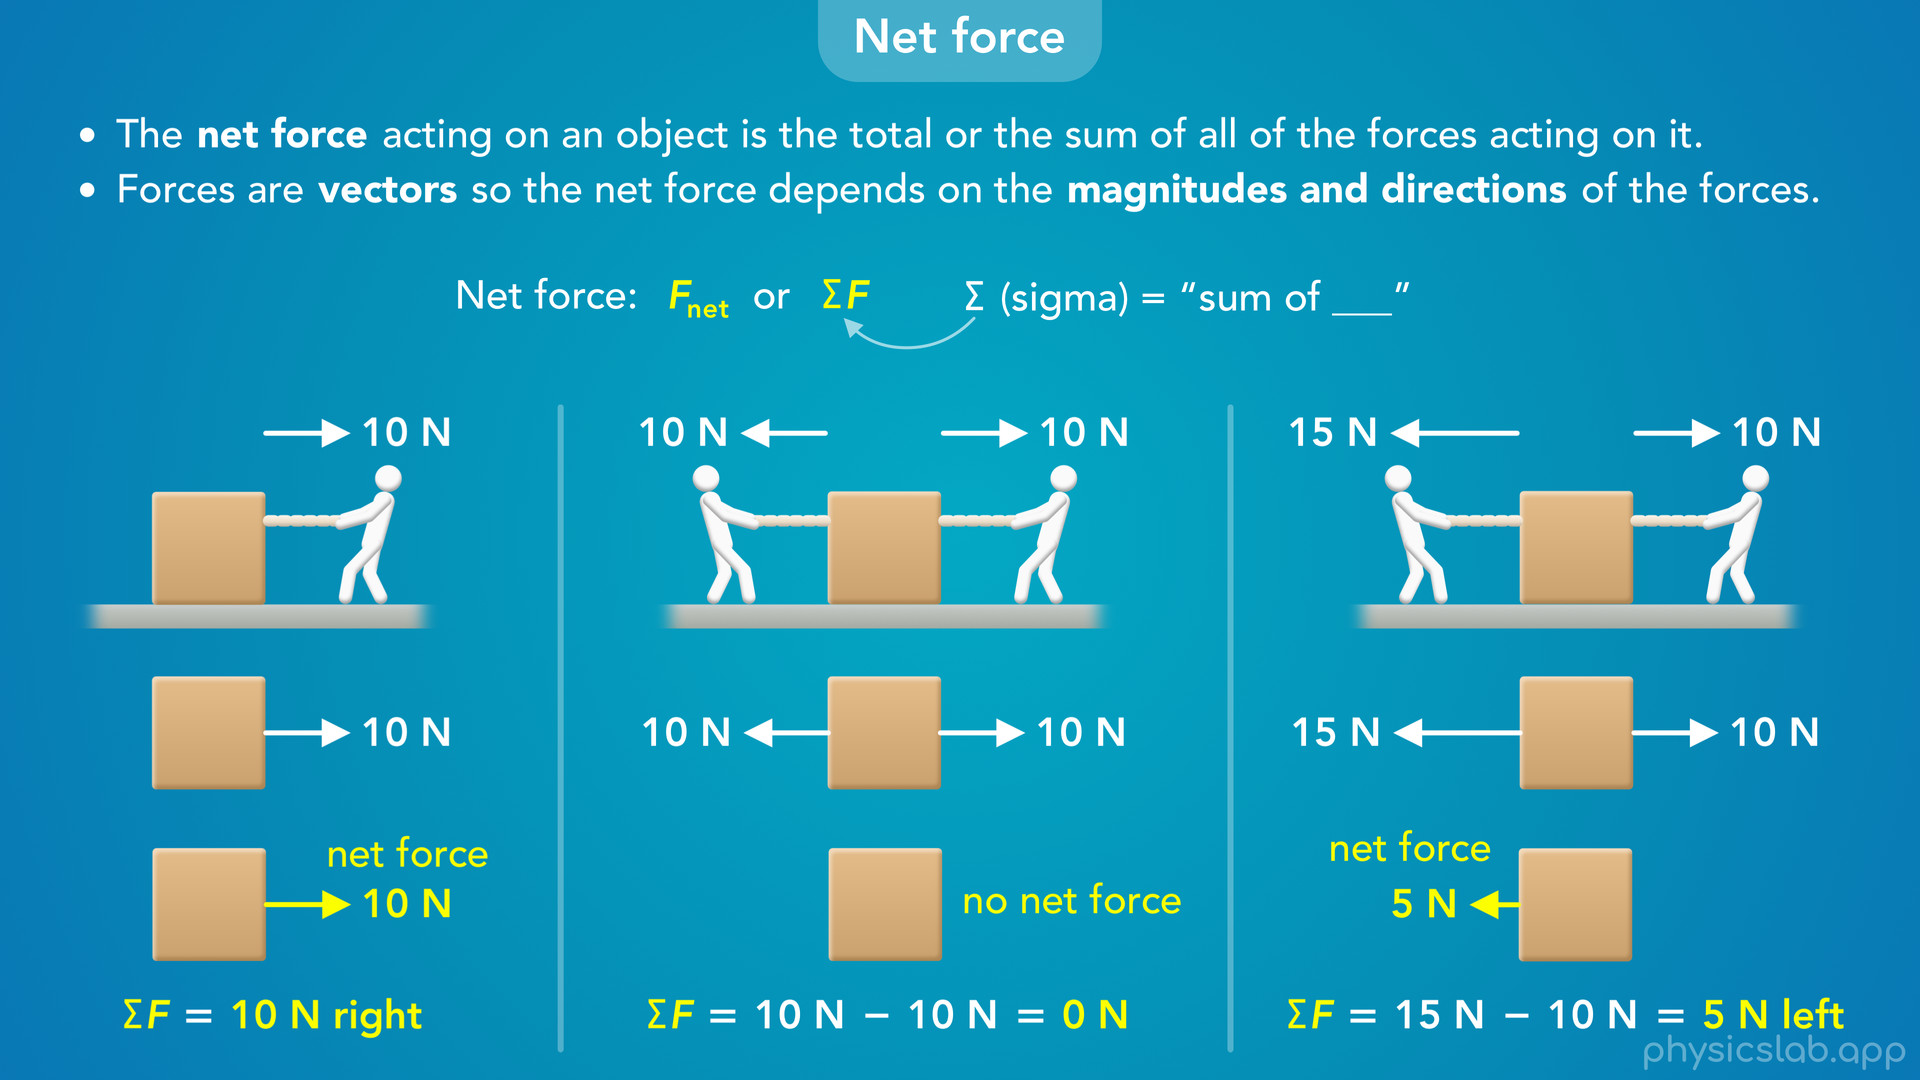 Net force
• The net force acting on an object is the total or the sum of all of the forces acting on it.
• Forces are vectors so the net force depends on the magnitudes and directions of the forces.
Net force: Fnet or ΣF Σ (sigma) = “sum of ___”
10 N
10 N
10 N
net force
10 N
ΣF = 10 N right
10 N 10 N
10 N 10 N
no net force
ΣF = 10 N − 10 N = 0 N
15 N 10 N
15 N 10 N
net force
5 N
ΣF = 15 N − 10 N = 5 N left
physicslab.app